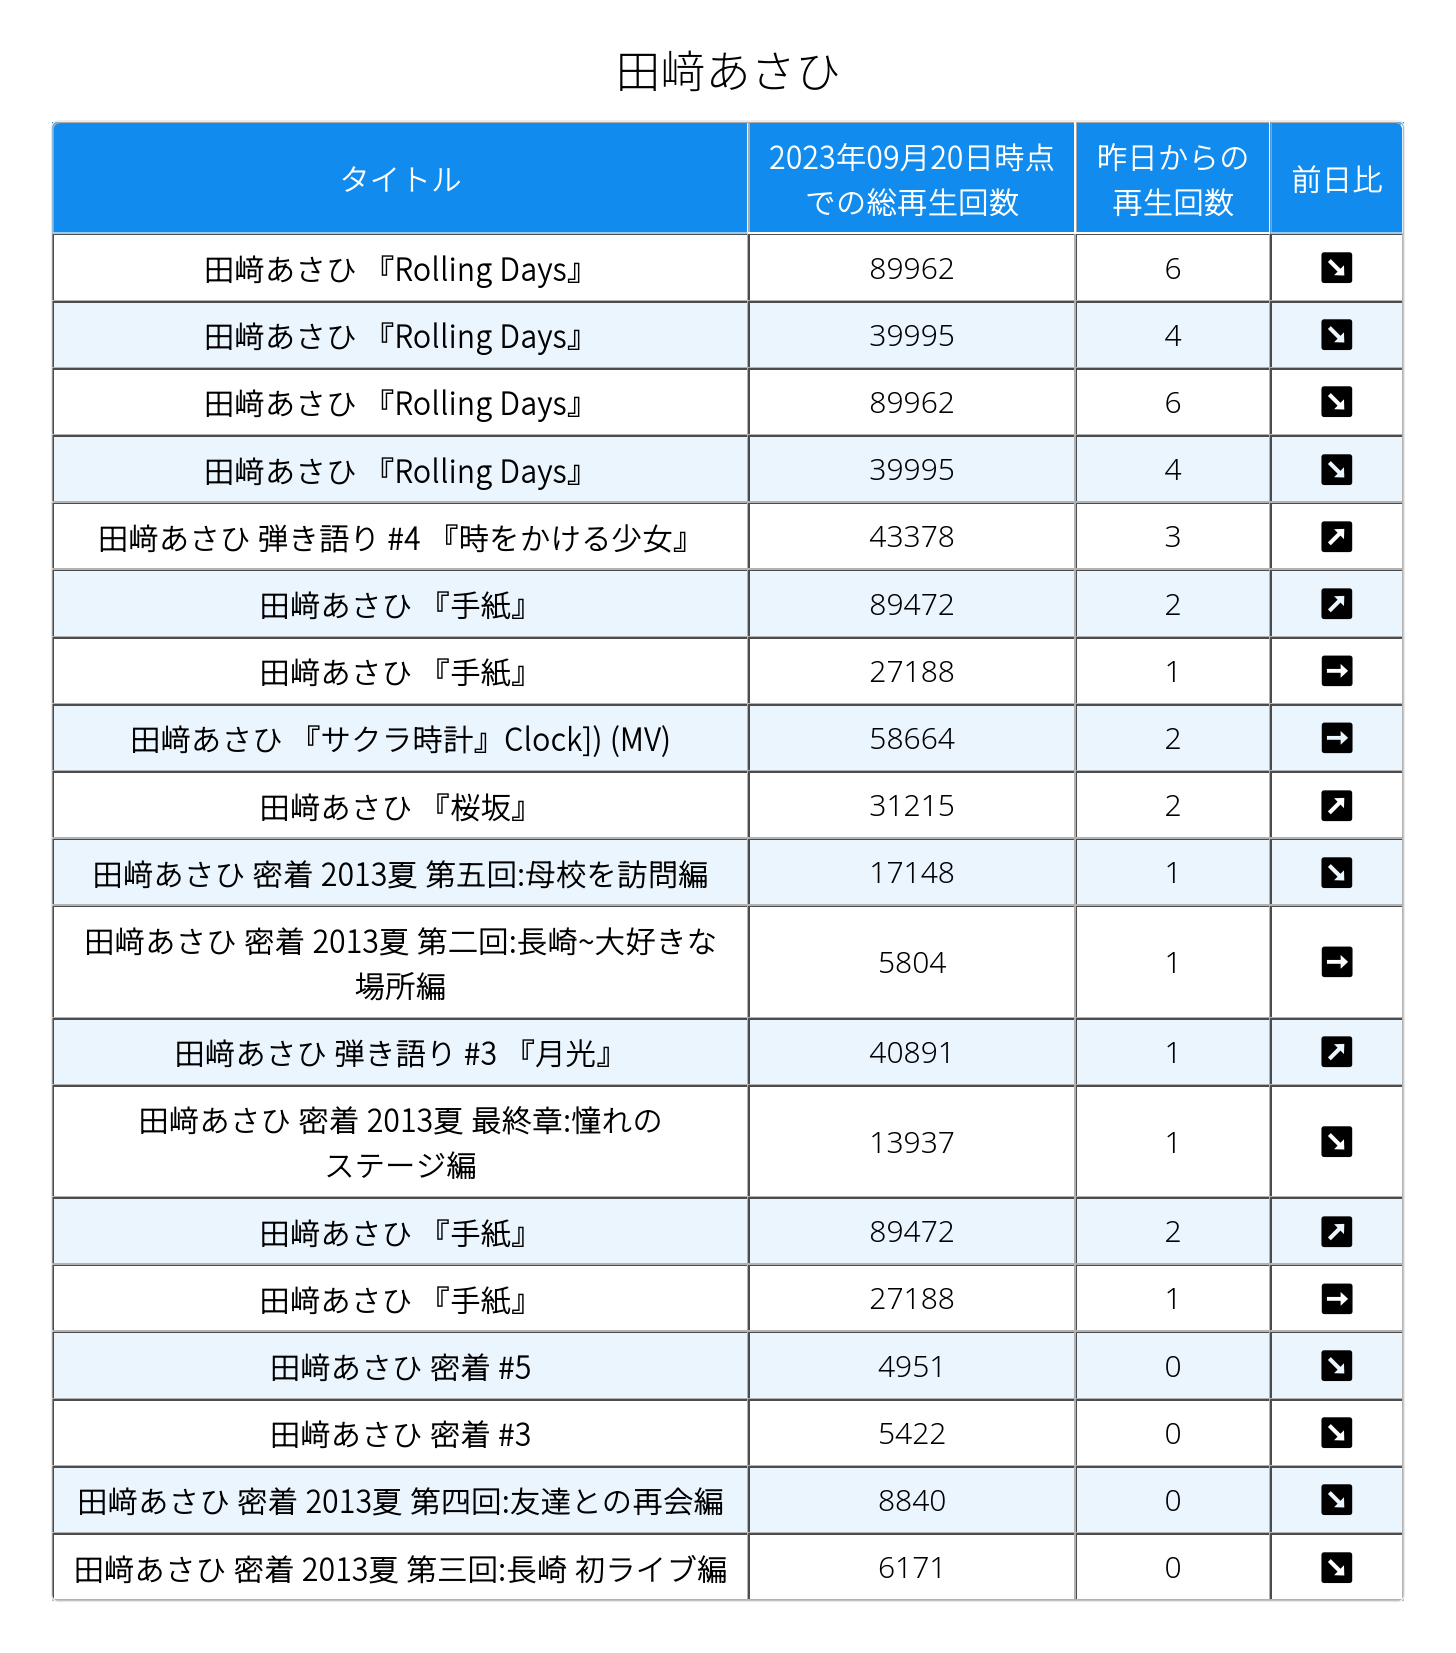 田﨑あさひ
タイトル
2023年09月20日時点
での総再生回数
昨日からの
再生回数
前日比
田﨑あさひ 『Rolling Days』 89962 6 ↘
田﨑あさひ 『Rolling Days』 39995 4 ↘
田﨑あさひ 『Rolling Days』 89962 6 ↘
田﨑あさひ 『Rolling Days』 39995 4 ↘
田﨑あさひ 弾き語り #4 『時をかける少女』 43378 3 ↗
田﨑あさひ 『手紙』 89472 2 ↗
田﨑あさひ 『手紙』 27188 1 →
田﨑あさひ 『サクラ時計』Clock]) (MV) 58664 2 →
田﨑あさひ 『桜坂』 31215 2 ↗
田﨑あさひ 密着 2013夏 第五回:母校を訪問編 17148 1 ↘
田﨑あさひ 密着 2013夏 第二回:長崎~大好きな
場所編 5804 1 →
田﨑あさひ 弾き語り #3 『月光』 40891 1 ↗
田﨑あさひ 密着 2013夏 最終章:憧れの
ステージ編 13937 1 ↘
田﨑あさひ 『手紙』 89472 2 ↗
田﨑あさひ 『手紙』 27188 1 →
田﨑あさひ 密着 #5 4951 0 ↘
田﨑あさひ 密着 #3 5422 0 ↘
田﨑あさひ 密着 2013夏 第四回:友達との再会編 8840 0 ↘
田﨑あさひ 密着 2013夏 第三回:長崎 初ライブ編 6171 0 ↘